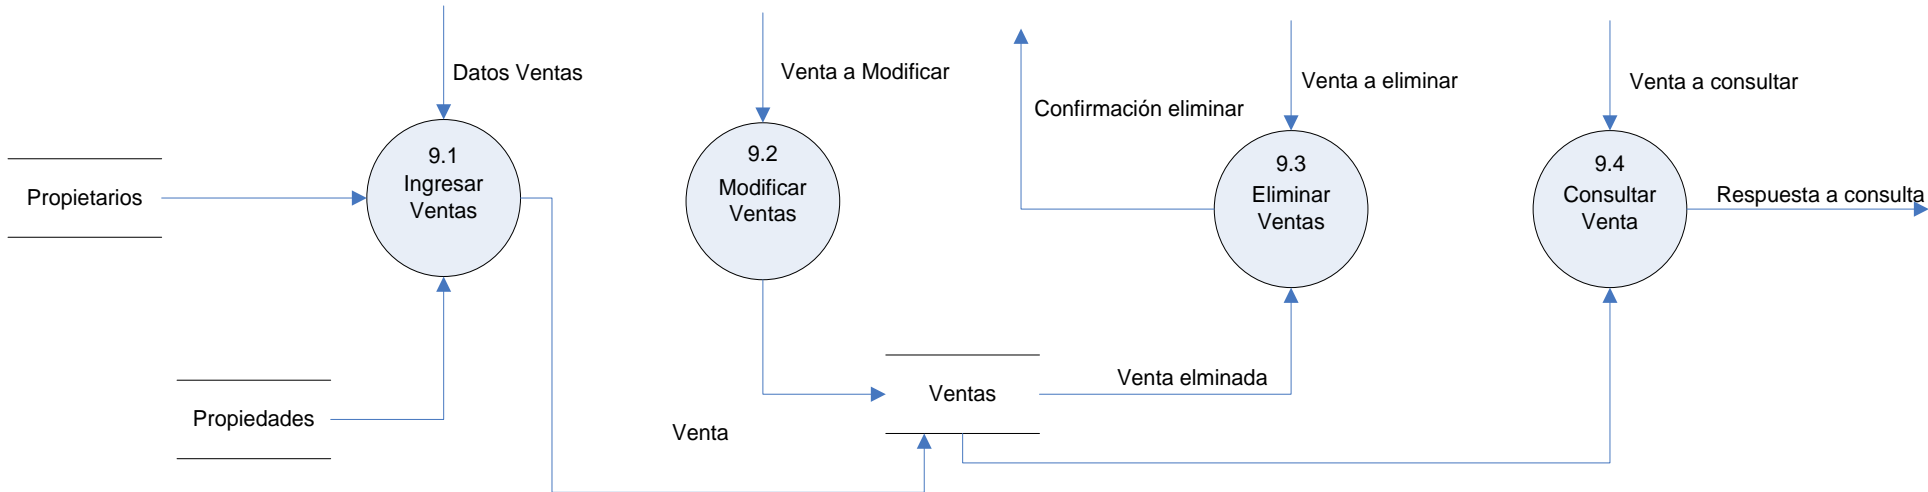 Datos Ventas
Venta a Modificar
Venta a eliminar
Venta a consultar
Confirmación eliminar
9.1
Ingresar
Ventas
9.2
Modificar
Ventas
9.3
Eliminar
Ventas
9.4
Consultar
Venta
Propietarios
Respuesta a consulta
Propiedades
Ventas
Venta elminada
Venta